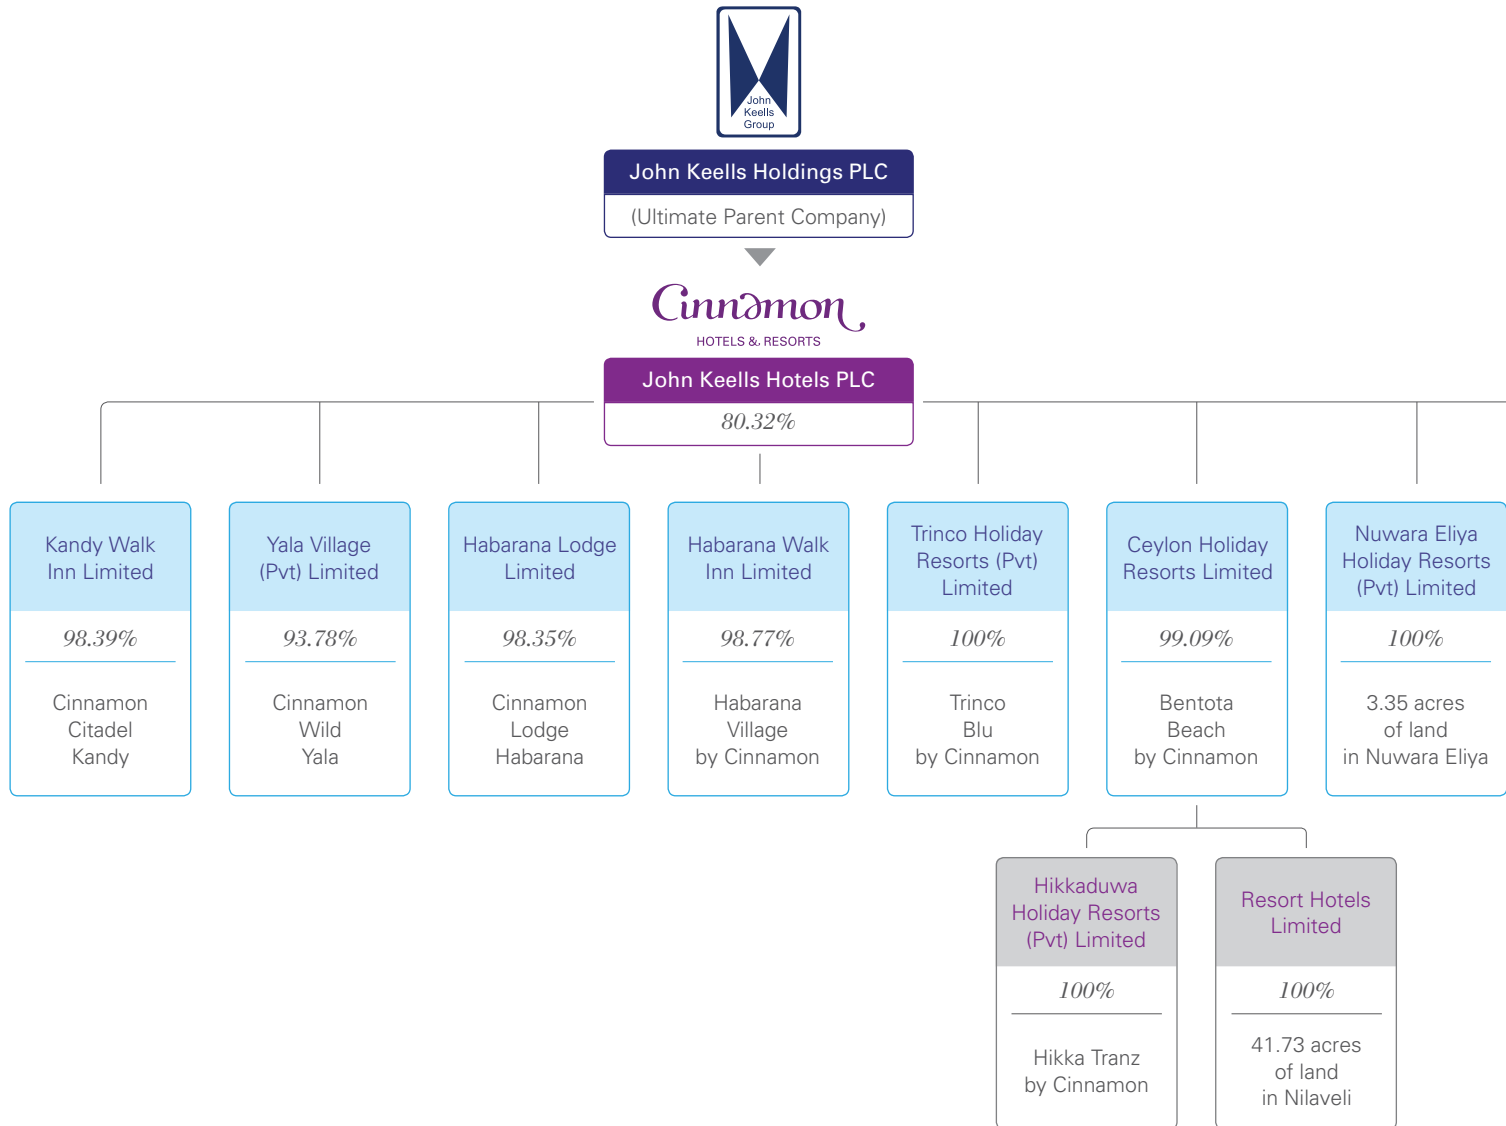 John
Keells
Group
John Keells Holdings PLC
(Ultimate Parent Company)
Cinnamon
HOTELS & RESORTS
John Keells Hotels PLC
80.32%
Kandy Walk
Inn Limited
98.39%
Cinnamon
Citadel
Kandy
Yala Village
(Pvt) Limited
93.78%
Cinnamon
Wild
Yala
Habarana Lodge
Limited
98.35%
Cinnamon
Lodge
Habarana
Habarana Walk
Inn Limited
98.77%
Habarana
Village
by Cinnamon
Trinco Holiday
Resorts (Pvt)
Limited
100%
Trinco
Blu
by Cinnamon
Ceylon Holiday
Resorts Limited
99.09%
Bentota
Beach
by Cinnamon
Nuwara Eliya
Holiday Resorts
(Pvt) Limited
100%
3.35 acres
of land
in Nuwara Eliya
Hikkaduwa
Holiday Resorts
(Pvt) Limited
100%
Hikka Tranz
by Cinnamon
Resort Hotels
Limited
100%
41.73 acres
of land
in Nilaveli